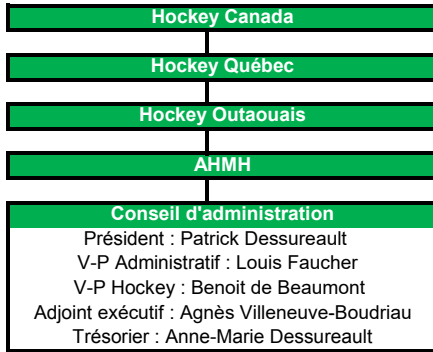 Hockey Canada
Hockey Québec
Hockey Outaouais
AHMH
Conseil d'administration
Président : Patrick Dessureault
V-P Administratif : Louis Faucher
V-P Hockey : Benoit de Beaumont
Adjoint exécutif : Agnès Villeneuve-Boudriau
Trésorier : Anne-Marie Dessureault